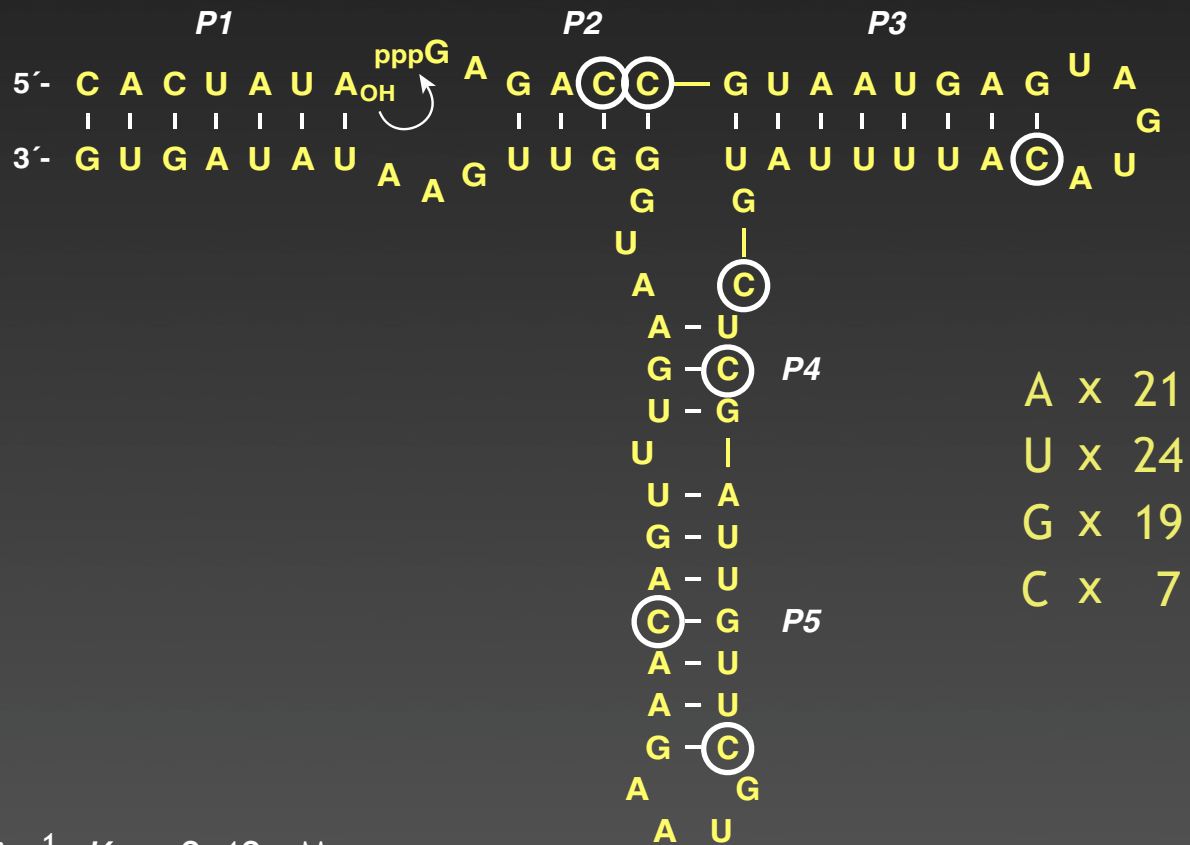 P1 P2 P3
pppG A
5´- C A C U A U A OH G A C C G U A A U G A G U A
G
3´- G U G A U A U A A G U U G G U A U U U U A C A U
G G
U
A C
A U
G C P4
U G
U
U A
G U
A U
C G P5
A U
A U
G C
A G
A U
A x 21
U x 24
G x 19
C x 7